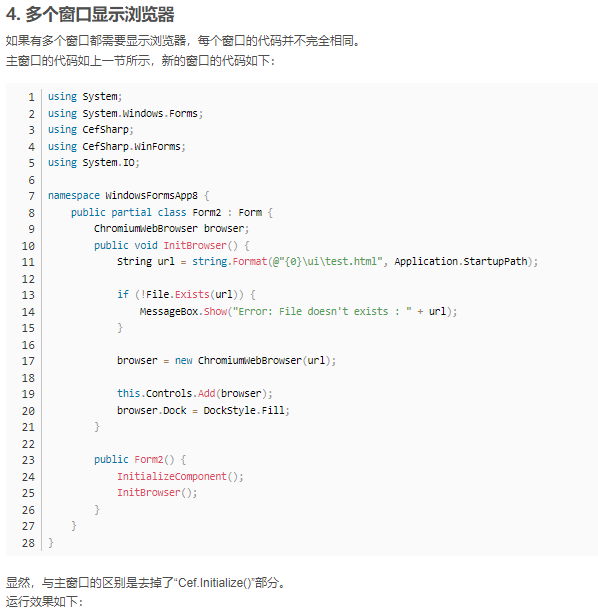 4. 多个窗口显示浏览器
如果有多个窗口都需要显示浏览器，每个窗口的代码并不完全相同。
主窗口的代码如上一节所示，新的窗口的代码如下：
1 using System;
2 using System.Windows.Forms;
3 using CefSharp;
4 using CefSharp.WinForms;
5 using System.IO;
6
7 namespace WindowsFormsApp8 {
8     public partial class Form2 : Form {
9         ChromiumWebBrowser browser;
10         public void InitBrowser() {
11             String url = string.Format(@"{0}\ui\test.html", Application.StartupPath);
12
13             if (!File.Exists(url)) {
14                 MessageBox.Show("Error: File doesn't exists : " + url);
15             }
16
17             browser = new ChromiumWebBrowser(url);
18
19             this.Controls.Add(browser);
20             browser.Dock = DockStyle.Fill;
21         }
22
23         public Form2() {
24             InitializeComponent();
25             InitBrowser();
26         }
27     }
28 }
显然，与主窗口的区别是去掉了“Cef.Initialize()”部分。
运行效果如下：